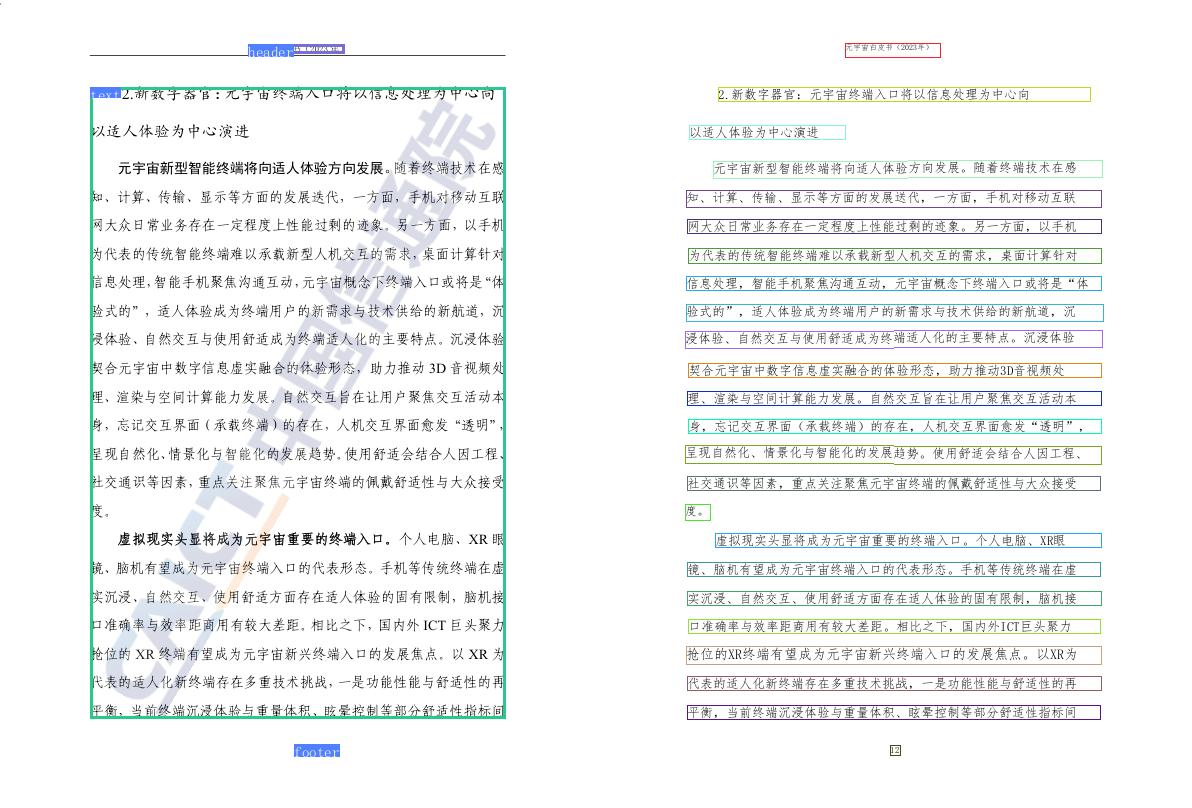 header
text 2.新数字器官：元宇宙终端入口将以信息处理为中心向
以适人体验为中心演进
元宇宙新型智能终端将向适人体验方向发展。随着终端技术在感
知、计算、传输、显示等方面的发展迭代，一方面，手机对移动互联
网大众日常业务存在一定程度上性能过剩的迹象。另一方面，以手机
为代表的传统智能终端难以承载新型人机交互的需求，桌面计算针对
信息处理，智能手机聚焦沟通互动，元宇宙概念下终端入口或将是“体
验式的”，适人体验成为终端用户的新需求与技术供给的新航道，沉
浸体验、自然交互与使用舒适成为终端适人化的主要特点。沉浸体验
契合元宇宙中数字信息虚实融合的体验形态，助力推动 3D 音视频处
理、渲染与空间计算能力发展。自然交互旨在让用户聚焦交互活动本
身，忘记交互界面（承载终端）的存在，人机交互界面愈发“透明”，
呈现自然化、情景化与智能化的发展趋势。使用舒适会结合人因工程、
社交通识等因素，重点关注聚焦元宇宙终端的佩戴舒适性与大众接受
度。
虚拟现实头显将成为元宇宙重要的终端入口。个人电脑、XR 眼
镜、脑机有望成为元宇宙终端入口的代表形态。手机等传统终端在虚
实沉浸、自然交互、使用舒适方面存在适人体验的固有限制，脑机接
口准确率与效率距商用有较大差距。相比之下，国内外 ICT 巨头聚力
抢位的 XR 终端有望成为元宇宙新兴终端入口的发展焦点。以 XR 为
代表的适人化新终端存在多重技术挑战，一是功能性能与舒适性的再
平衡，当前终端沉浸体验与重量体积、眩晕控制等部分舒适性指标间
footer
CAICT 中国信通院
元宇宙白皮书（2023年）
2.新数字器官：元宇宙终端入口将以信息处理为中心向
以适人体验为中心演进
元宇宙新型智能终端将向适人体验方向发展。随着终端技术在感
知、计算、传输、显示等方面的发展迭代，一方面，手机对移动互联
网大众日常业务存在一定程度上性能过剩的迹象。另一方面，以手机
为代表的传统智能终端难以承载新型人机交互的需求，桌面计算针对
信息处理，智能手机聚焦沟通互动，元宇宙概念下终端入口或将是“体
验式的”，适人体验成为终端用户的新需求与技术供给的新航道，沉
浸体验、自然交互与使用舒适成为终端适人化的主要特点。沉浸体验
契合元宇宙中数字信息虚实融合的体验形态，助力推动3D音视频处
理、渲染与空间计算能力发展。自然交互旨在让用户聚焦交互活动本
身，忘记交互界面（承载终端）的存在，人机交互界面愈发“透明”，
呈现自然化、情景化与智能化的发展趋势。使用舒适会结合人因工程、
社交通识等因素，重点关注聚焦元宇宙终端的佩戴舒适性与大众接受
度。
虚拟现实头显将成为元宇宙重要的终端入口。个人电脑、XR眼
镜、脑机有望成为元宇宙终端入口的代表形态。手机等传统终端在虚
实沉浸、自然交互、使用舒适方面存在适人体验的固有限制，脑机接
口准确率与效率距商用有较大差距。相比之下，国内外ICT巨头聚力
抢位的XR终端有望成为元宇宙新兴终端入口的发展焦点。以XR为
代表的适人化新终端存在多重技术挑战，一是功能性能与舒适性的再
平衡，当前终端沉浸体验与重量体积、眩晕控制等部分舒适性指标间
12